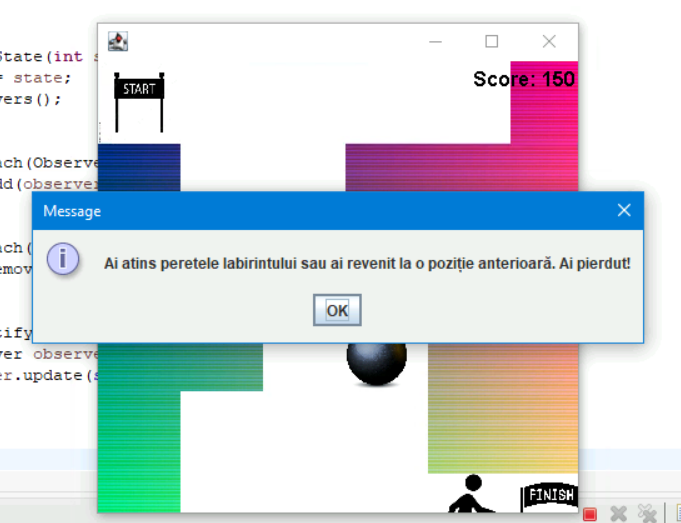 State(int
= state;
vers();
START
Score: 150
ach(Observe
dd(observer
Message
Ai atins peretele labirintului sau ai revenit la o poziție anterioară. Ai pierdut!
OK
ach(
emov
tify
ver observe
er.update(s
FINISH